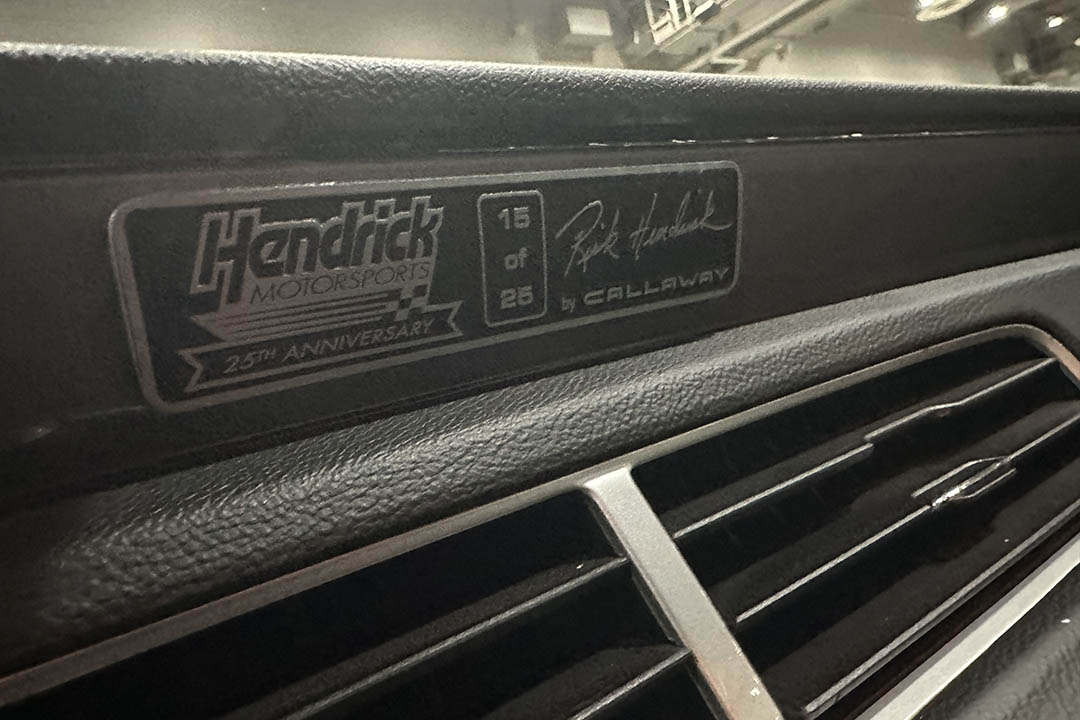 Hendrick
MOTORSPORTS
25TH ANNIVERSARY
15
of
25
Rick Hendrick
by CALLAWAY